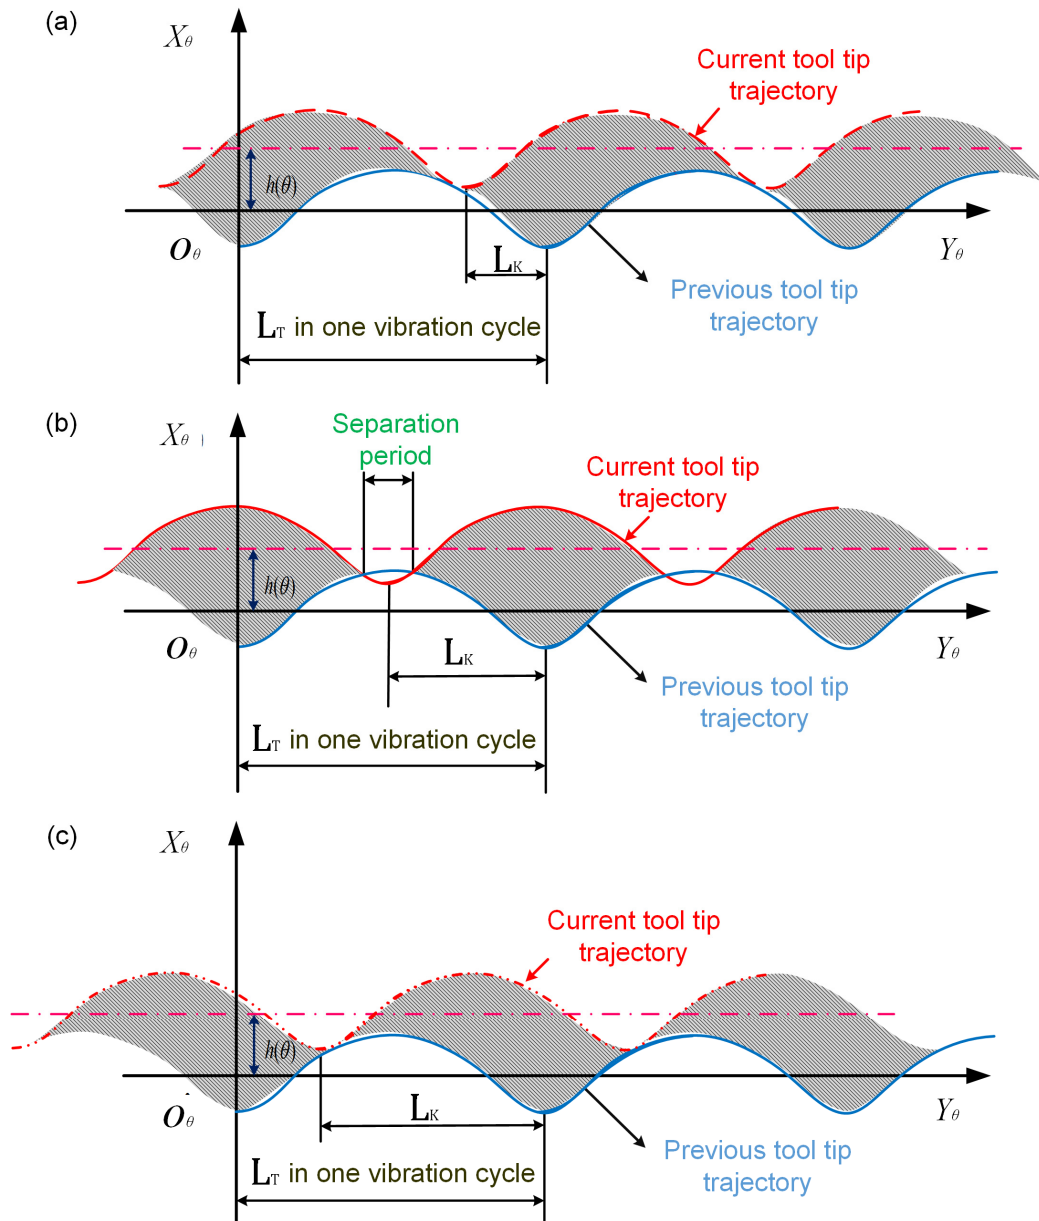 (a)
Xθ
Current tool tip
trajectory
h(θ)
Oθ
Yθ
LK
Previous tool tip
trajectory
LT in one vibration cycle
(b)
Xθ
Separation
period
Current tool tip
trajectory
h(θ)
Oθ
Yθ
LK
Previous tool tip
trajectory
LT in one vibration cycle
(c)
Xθ
Current tool tip
trajectory
h(θ)
Oθ
Yθ
LK
Previous tool tip
trajectory
LT in one vibration cycle